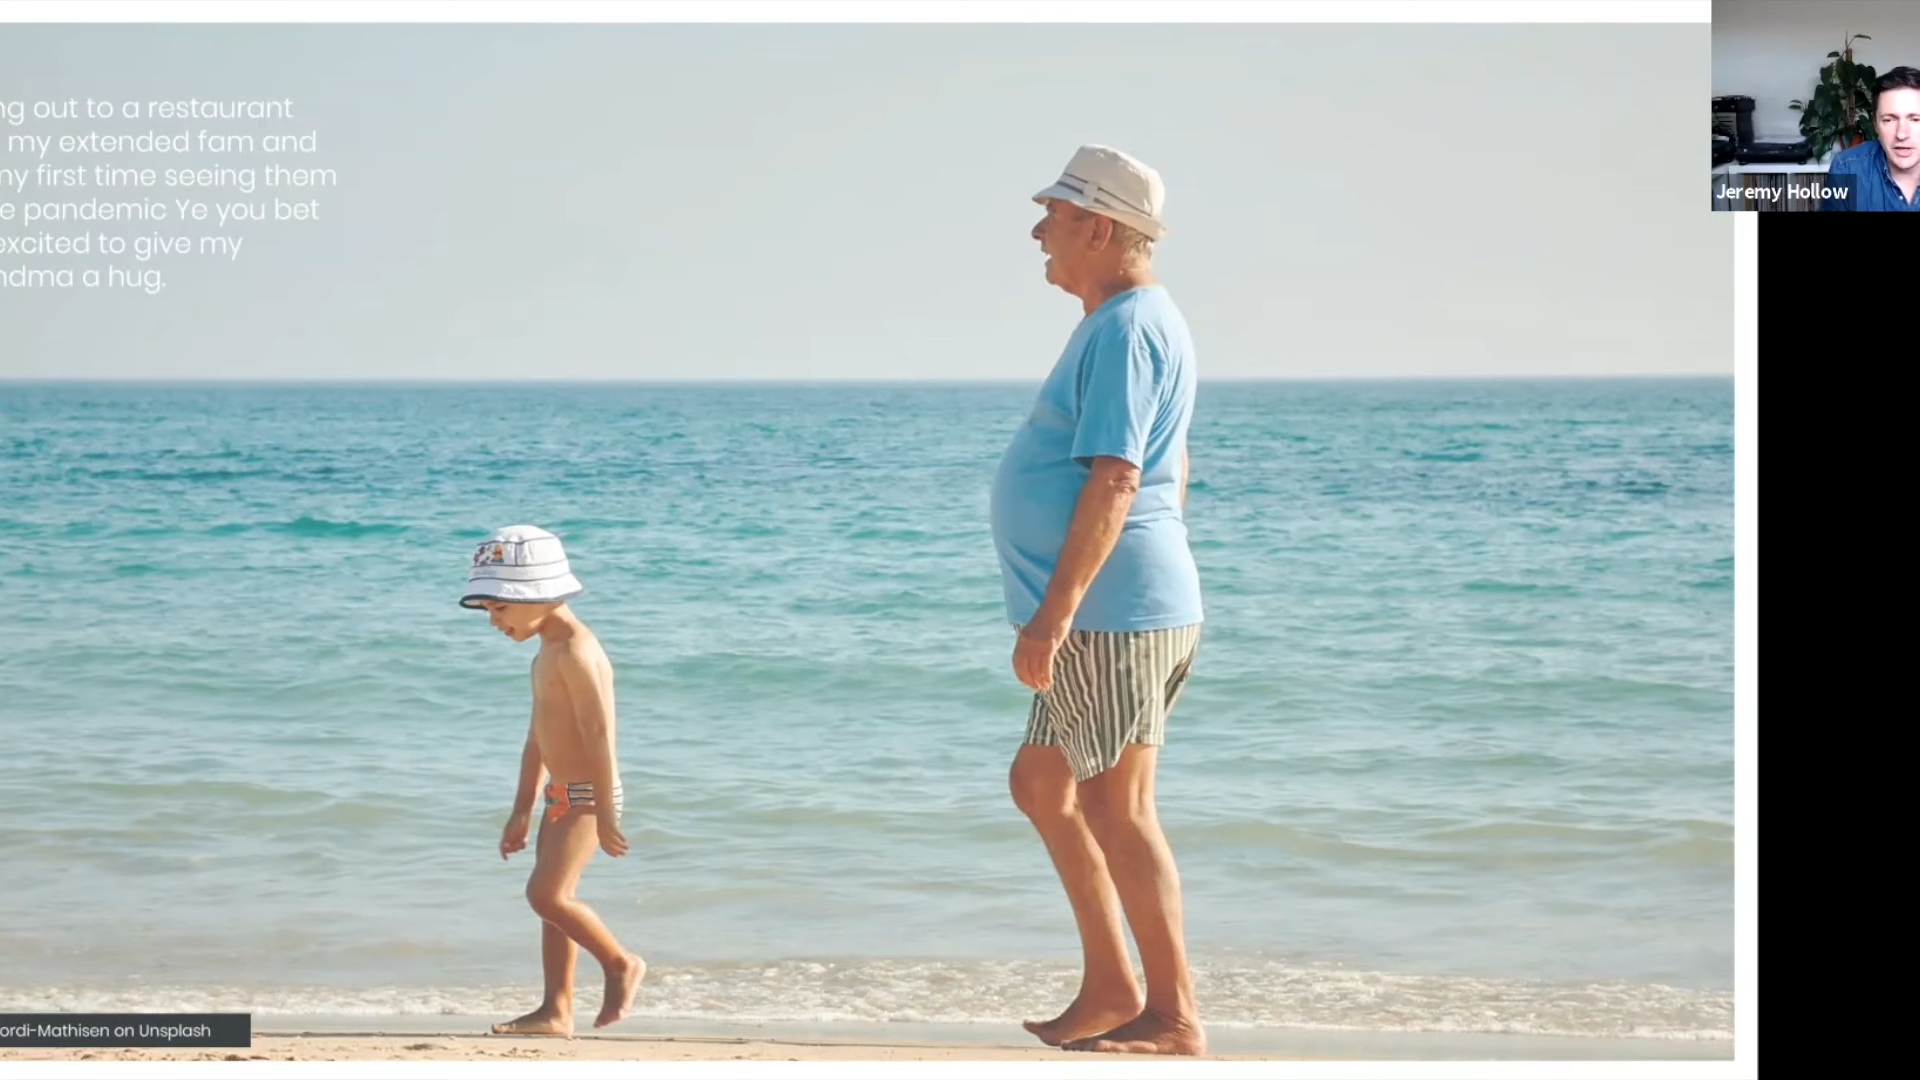 ng out to a restaurant
my extended fam and
ny first time seeing them
e pandemic Ye you bet
excited to give my
ndma a hug.
Jeremy Hollow
ordi-Mathisen on Unsplash